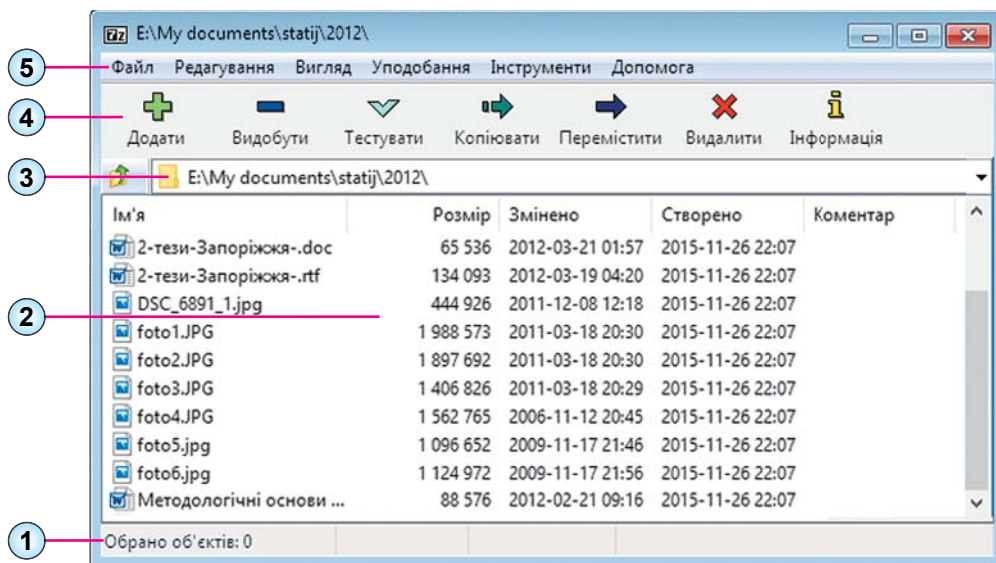 7z E:\My documents\statij\2012\
5 Файл Редагування Вигляд Уподобання Інструменти Допомога
4 Додати Видобути Тестувати Копіювати Перемістити Видалити Інформація
3 E:\My documents\statij\2012\
Ім'я Розмір Змінено Створено Коментар
2-тези-Запоріжжя-.doc 65 536 2012-03-21 01:57 2015-11-26 22:07
2-тези-Запоріжжя-.rtf 134 093 2012-03-19 04:20 2015-11-26 22:07
DSC_6891_1.jpg 444 926 2011-12-08 12:18 2015-11-26 22:07
2
foto1.JPG 1 988 573 2011-03-18 20:30 2015-11-26 22:07
foto2.JPG 1 897 692 2011-03-18 20:30 2015-11-26 22:07
foto3.JPG 1 406 826 2011-03-18 20:29 2015-11-26 22:07
foto4.JPG 1 562 765 2006-11-12 20:45 2015-11-26 22:07
foto5.jpg 1 096 652 2009-11-17 21:46 2015-11-26 22:07
foto6.jpg 1 124 972 2009-11-17 21:56 2015-11-26 22:07
Методологічні основи ... 88 576 2012-02-21 09:16 2015-11-26 22:07
1 Обрано об'єктів: 0